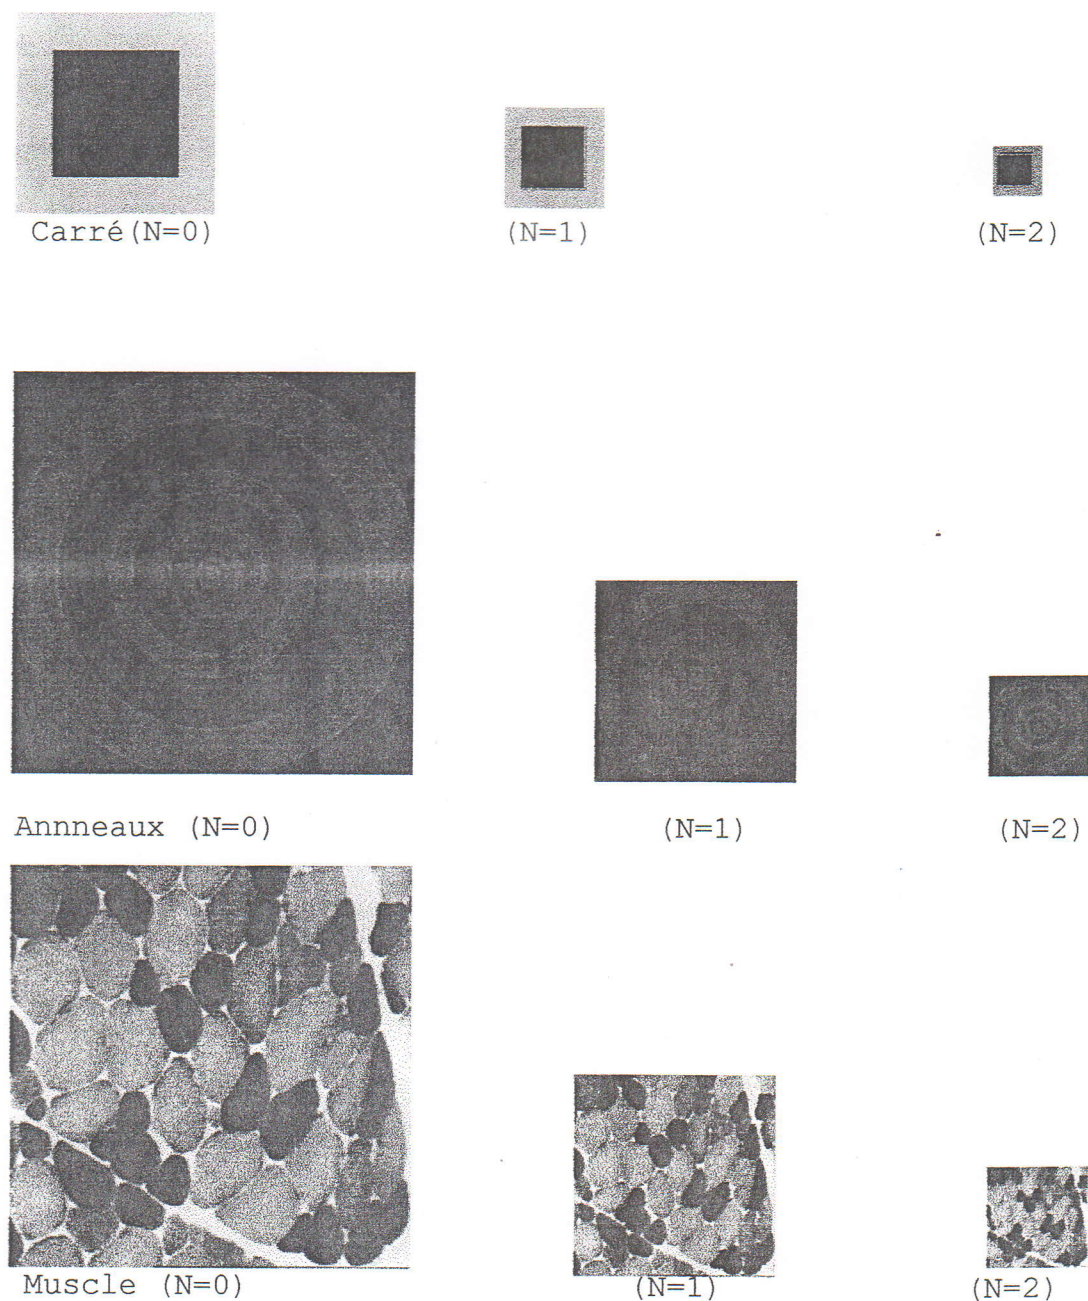 Carré(N=0) (N=1) (N=2)
Annneaux (N=0) (N=1) (N=2)
Muscle (N=0) (N=1) (N=2)